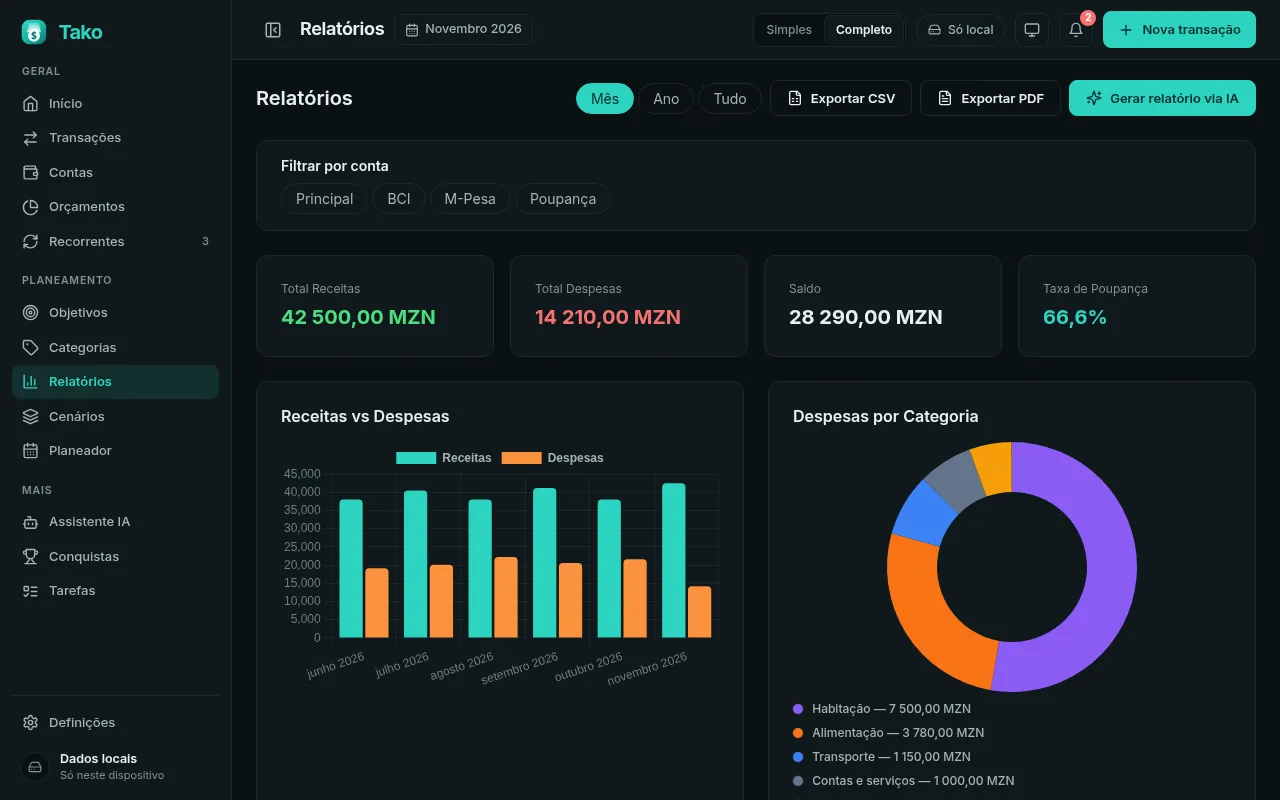 Tako
GERAL
Início
Transações
Contas
Orçamentos
Recorrentes 3
PLANEAMENTO
Objetivos
Categorias
Relatórios
Cenários
Planeador
MAIS
Assistente IA
Conquistas
Tarefas
Definições
Dados locais
Só neste dispositivo
Relatórios Novembro 2026 Simples Completo Só local 2 Nova transação
Relatórios Mês Ano Tudo Exportar CSV Exportar PDF Gerar relatório via IA
Filtrar por conta
Principal BCI M-Pesa Poupança
Total Receitas
42 500,00 MZN
Total Despesas
14 210,00 MZN
Saldo
28 290,00 MZN
Taxa de Poupança
66,6%
Receitas vs Despesas
Receitas Despesas
45,000
40,000
35,000
30,000
25,000
20,000
15,000
10,000
5,000
0
junho 2026 julho 2026 agosto 2026 setembro 2026 outubro 2026 novembro 2026
Despesas por Categoria
Habitação — 7 500,00 MZN
Alimentação — 3 780,00 MZN
Transporte — 1 150,00 MZN
Contas e serviços — 1 000,00 MZN